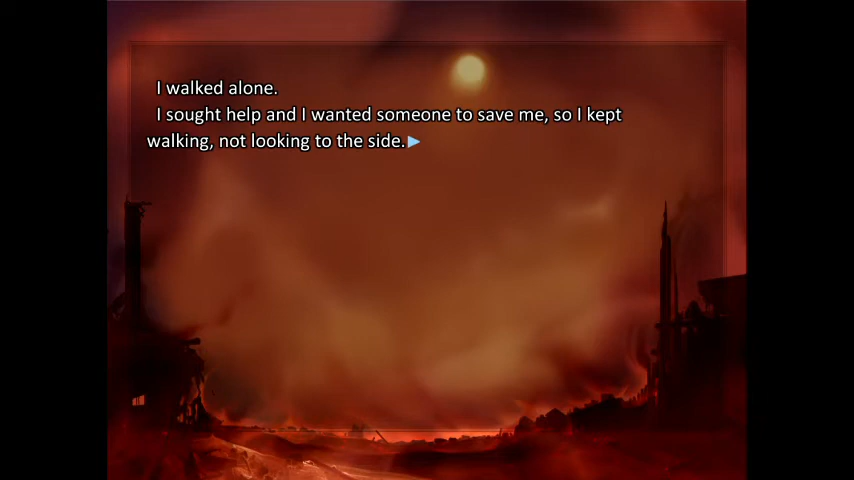 I walked alone.
I sought help and I wanted someone to save me, so I kept
walking, not looking to the side.